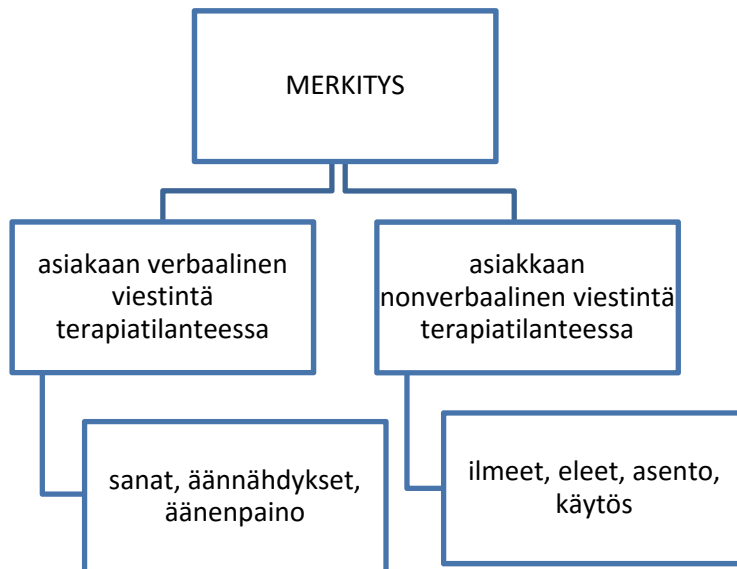 MERKITYS
asiakaan verbaalinen
viestintä
terapiatilanteessa
asiakkaan
nonverbaalinen viestintä
terapiatilanteessa
sanat, äännähdykset,
äänenpaino
ilmeet, eleet, asento,
käytös